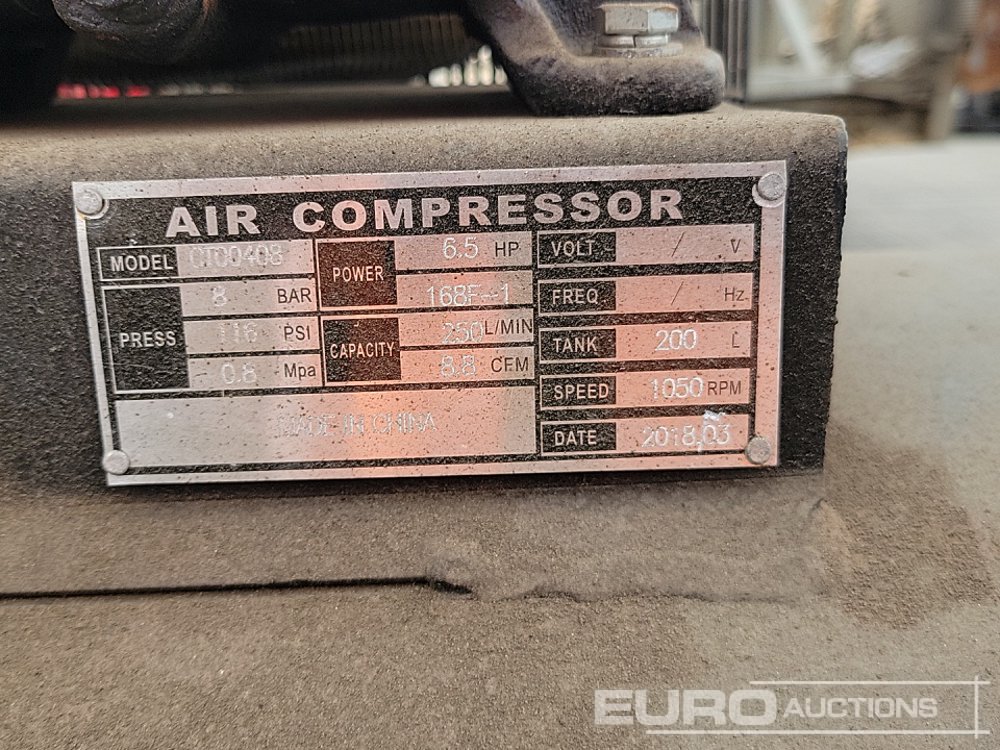 AIR COMPRESSOR
MODEL CT00408
PRESS 8 BAR
116 PSI
0.8 Mpa
POWER 6.5 HP
168F-1
CAPACITY 250 L/MIN
8.8 CFM
VOLT / V
FREQ / Hz
TANK 200 L
SPEED 1050 RPM
DATE 2018,03
MADE IN CHINA
EURO AUCTIONS